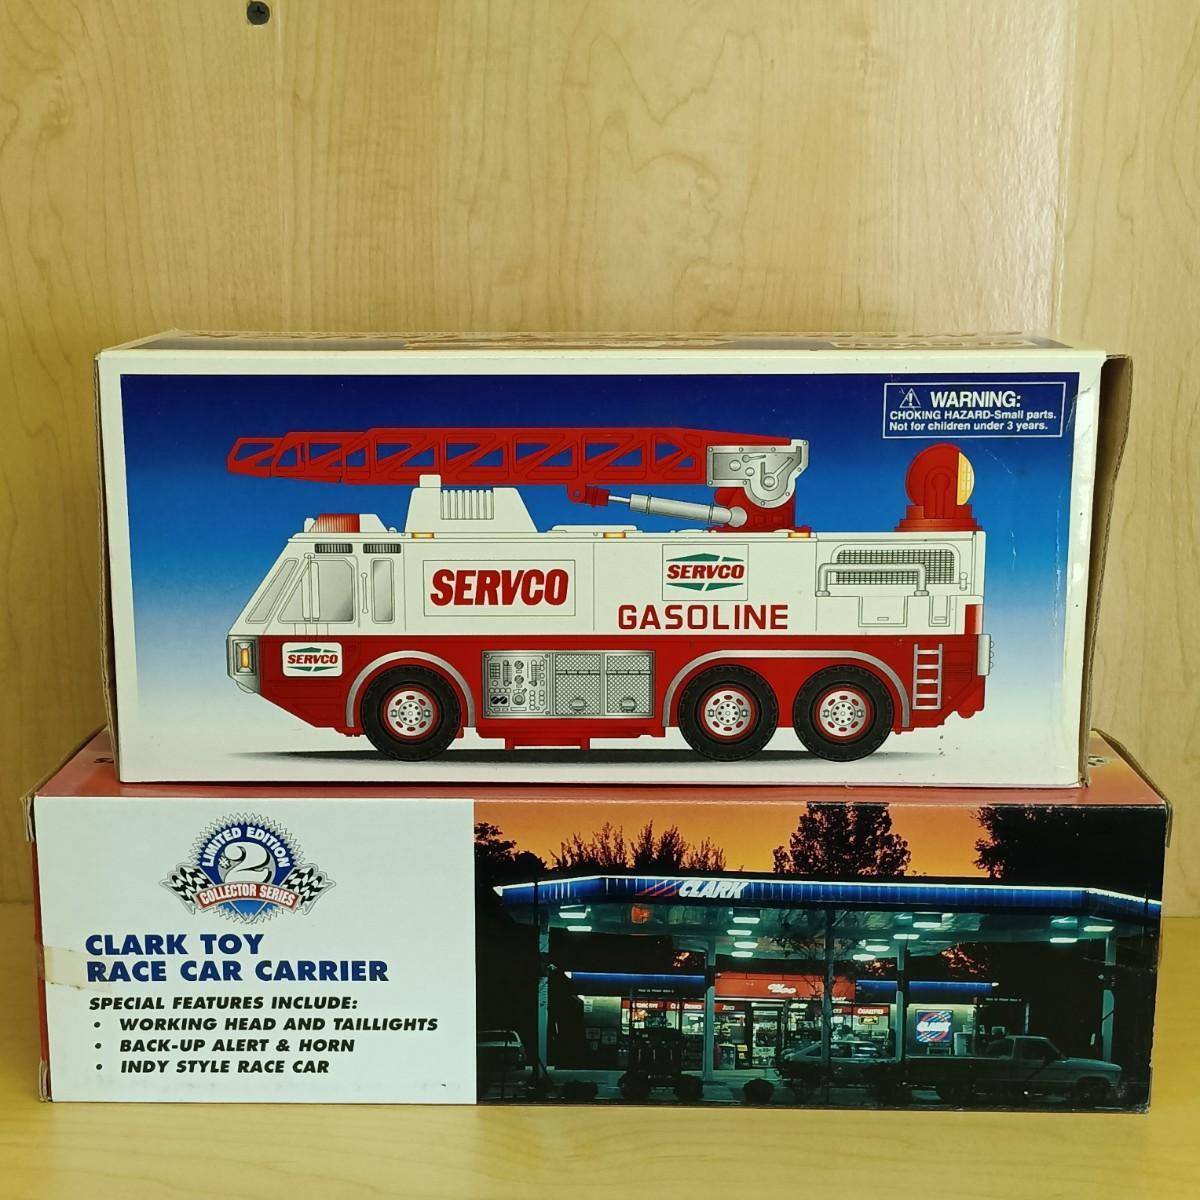 WARNING:
CHOKING HAZARD-Small parts.
Not for children under 3 years.
SERVCO
SERVCO
GASOLINE
SERVCO
LIMITED EDITION
2
COLLECTOR SERIES
CLARK TOY
RACE CAR CARRIER
SPECIAL FEATURES INCLUDE:
• WORKING HEAD AND TAILLIGHTS
• BACK-UP ALERT & HORN
• INDY STYLE RACE CAR
CLARK
CIGARETTES
CLARK